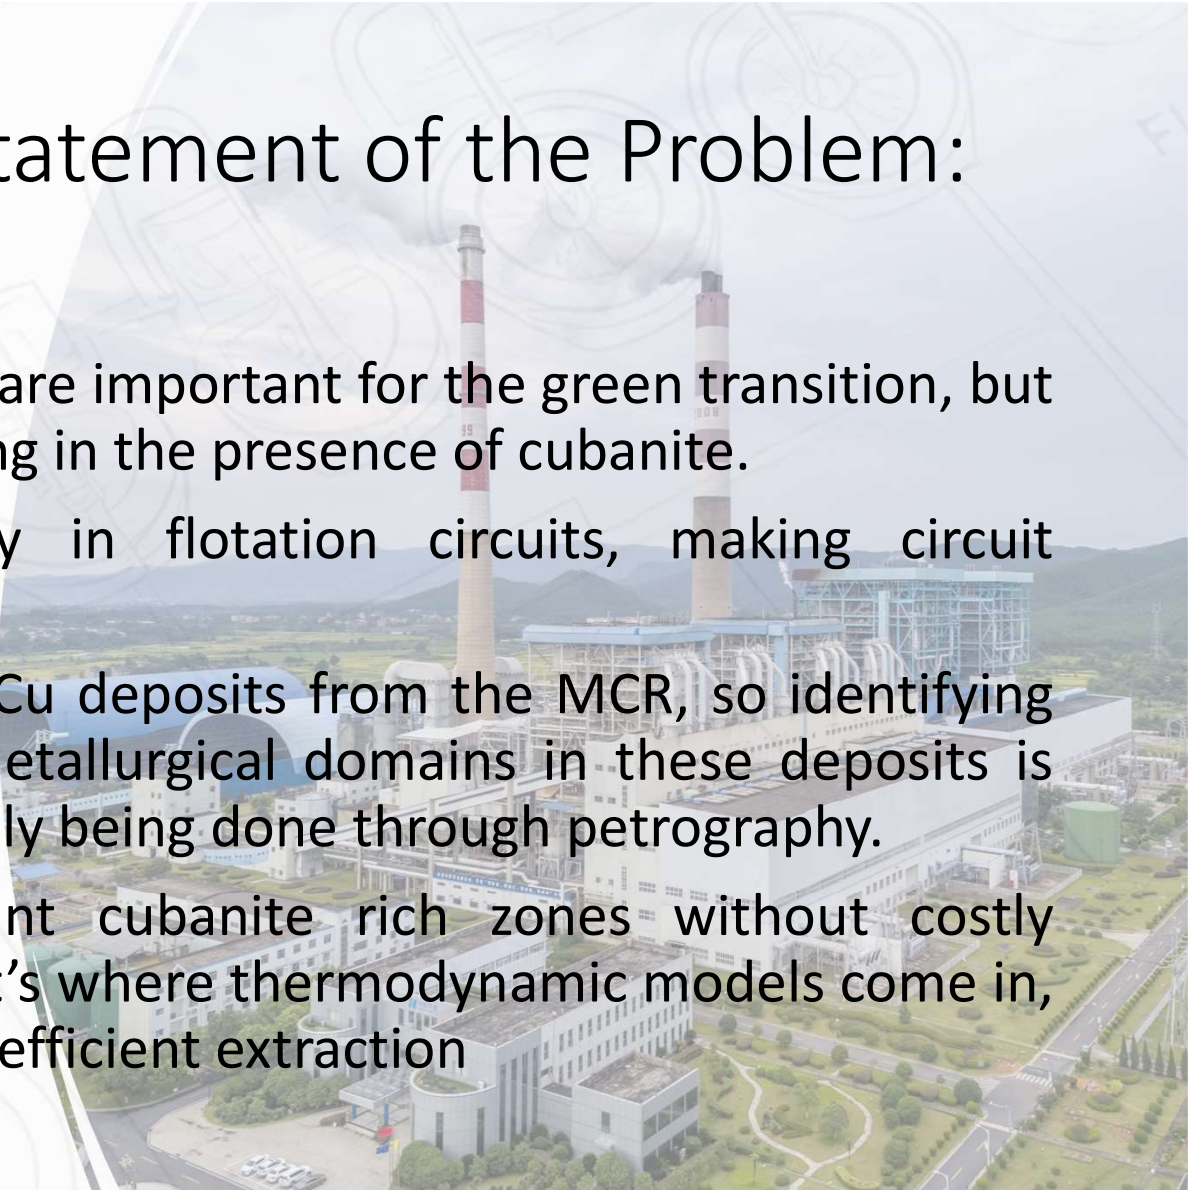 tatement of the Problem:
are important for the green transition, but
ng in the presence of cubanite.
y in flotation circuits, making circuit
Cu deposits from the MCR, so identifying
etallurgical domains in these deposits is
ly being done through petrography.
nt cubanite rich zones without costly
t’s where thermodynamic models come in,
efficient extraction